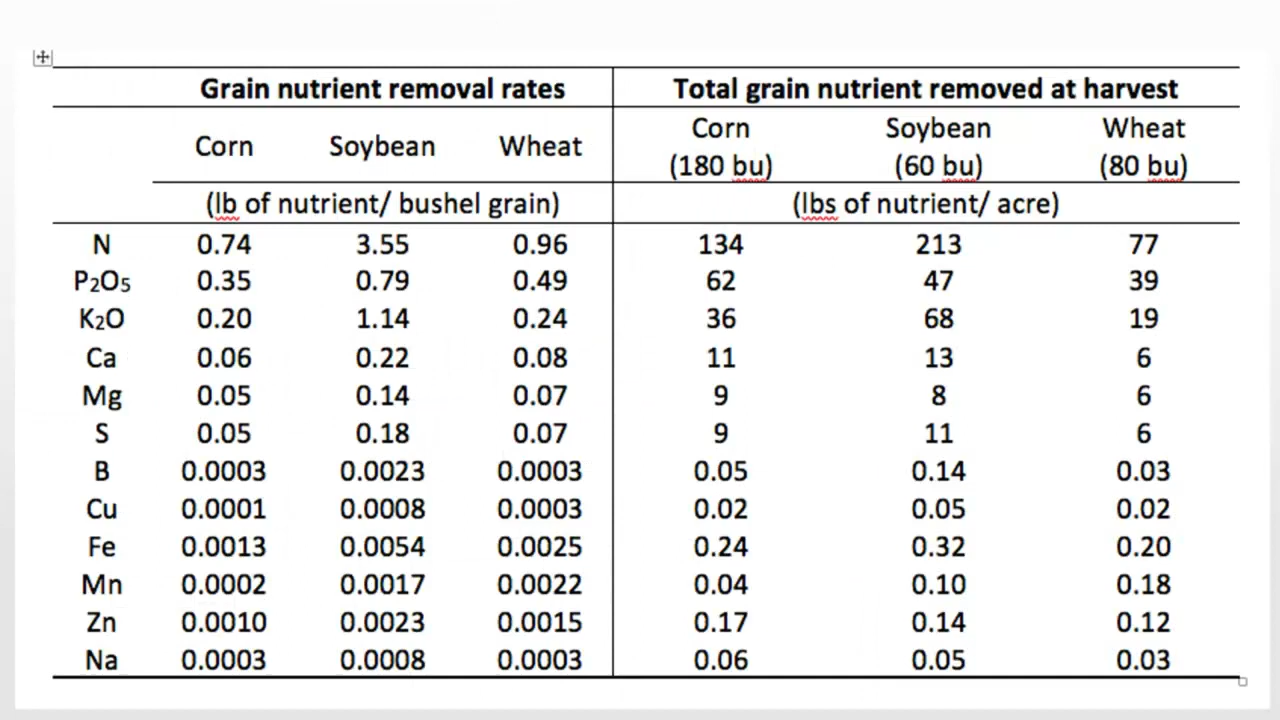 Grain nutrient removal rates Total grain nutrient removed at harvest
Corn Soybean Wheat Corn Soybean Wheat
(180 bu) (60 bu) (80 bu)
(lb of nutrient/ bushel grain) (lbs of nutrient/ acre)
N 0.74 3.55 0.96 134 213 77
P2O5 0.35 0.79 0.49 62 47 39
K2O 0.20 1.14 0.24 36 68 19
Ca 0.06 0.22 0.08 11 13 6
Mg 0.05 0.14 0.07 9 8 6
S 0.05 0.18 0.07 9 11 6
B 0.0003 0.0023 0.0003 0.05 0.14 0.03
Cu 0.0001 0.0008 0.0003 0.02 0.05 0.02
Fe 0.0013 0.0054 0.0025 0.24 0.32 0.20
Mn 0.0002 0.0017 0.0022 0.04 0.10 0.18
Zn 0.0010 0.0023 0.0015 0.17 0.14 0.12
Na 0.0003 0.0008 0.0003 0.06 0.05 0.03